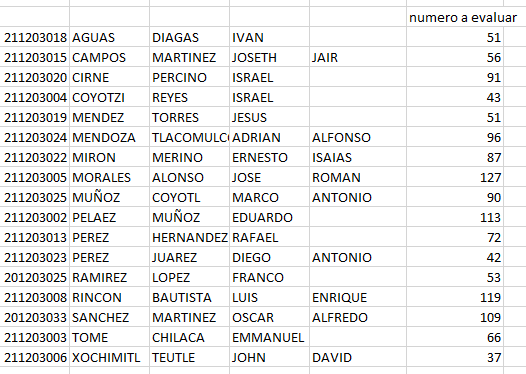 numero a evaluar
211203018 AGUAS DIAGAS IVAN 51
211203015 CAMPOS MARTINEZ JOSETH JAIR 56
211203020 CIRNE PERCINO ISRAEL 91
211203004 COYOTZI REYES ISRAEL 43
211203019 MENDEZ TORRES JESUS 51
211203024 MENDOZA TLACOMULCO ADRIAN ALFONSO 96
211203022 MIRON MERINO ERNESTO ISAIAS 87
211203005 MORALES ALONSO JOSE ROMAN 127
211203025 MUÑOZ COYOTL MARCO ANTONIO 90
211203002 PELAEZ MUÑOZ EDUARDO 113
211203013 PEREZ HERNANDEZ RAFAEL 72
211203023 PEREZ JUAREZ DIEGO ANTONIO 42
201203025 RAMIREZ LOPEZ FRANCO 53
211203008 RINCON BAUTISTA LUIS ENRIQUE 119
201203033 SANCHEZ MARTINEZ OSCAR ALFREDO 109
211203003 TOME CHILACA EMMANUEL 66
211203006 XOCHIMITL TEUTLE JOHN DAVID 37